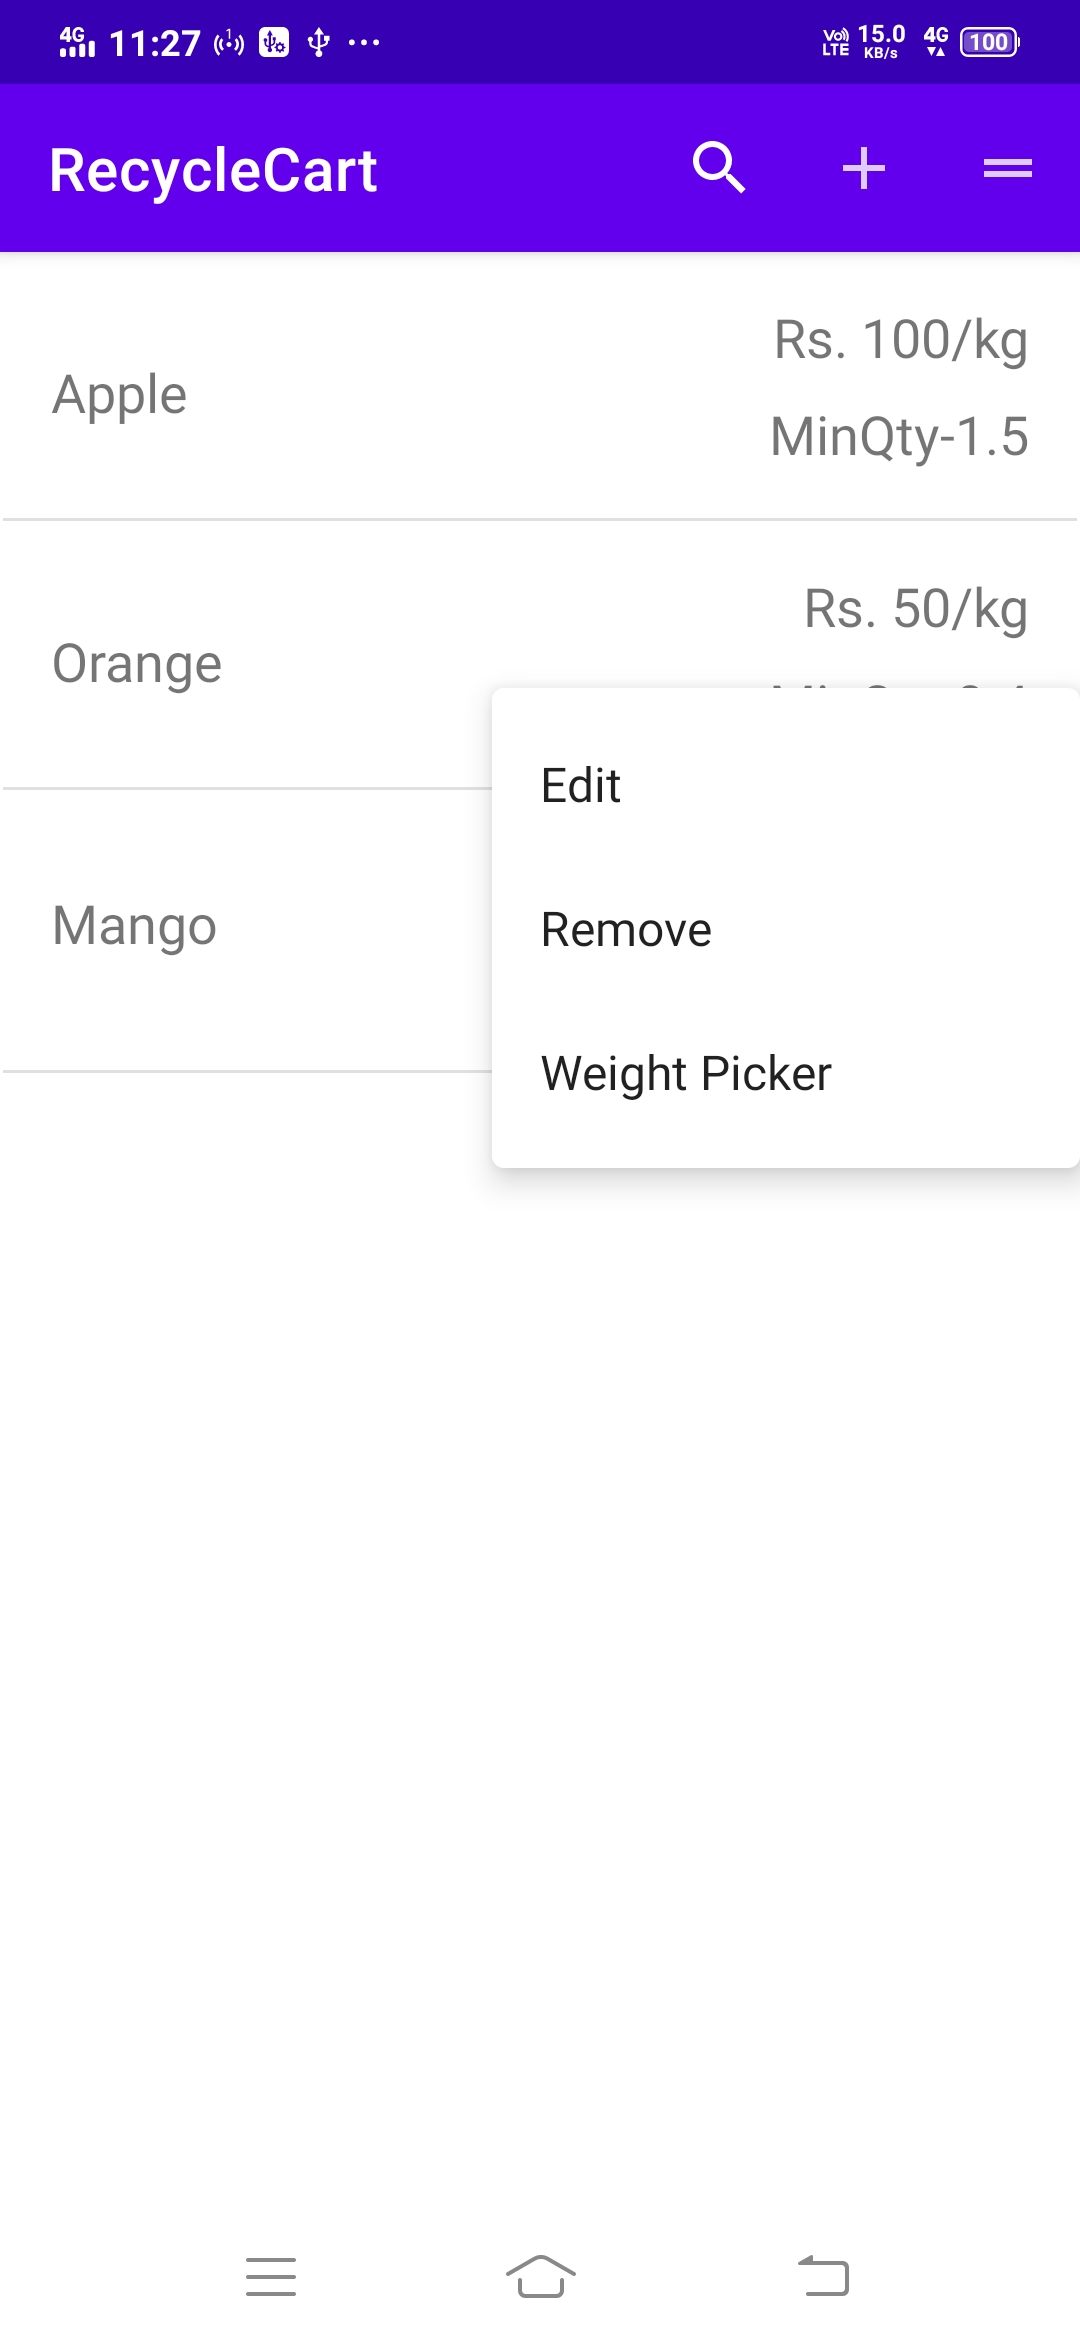 4G 11:27 Vo) LTE 15.0 KB/s 4G 100
RecycleCart
Rs. 100/kg
Apple
MinQty-1.5
Rs. 50/kg
Orange
Edit
Mango
Remove
Weight Picker